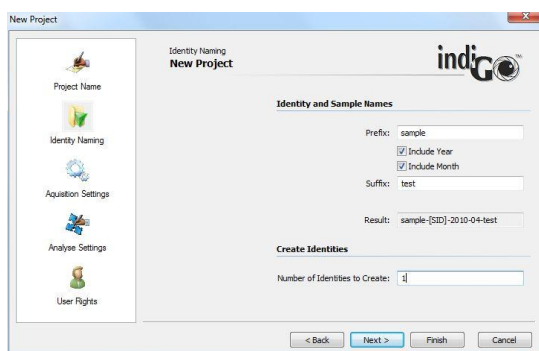 New Project
Project Name
Identity Naming
Aquisition Settings
Analyse Settings
User Rights
Identity Naming
New Project
indiGo™
Identity and Sample Names
Prefix: sample
Include Year
Include Month
Suffix: test
Result: sample-[SID]-2010-04-test
Create Identities
Number of Identities to Create: 1
< Back Next > Finish Cancel